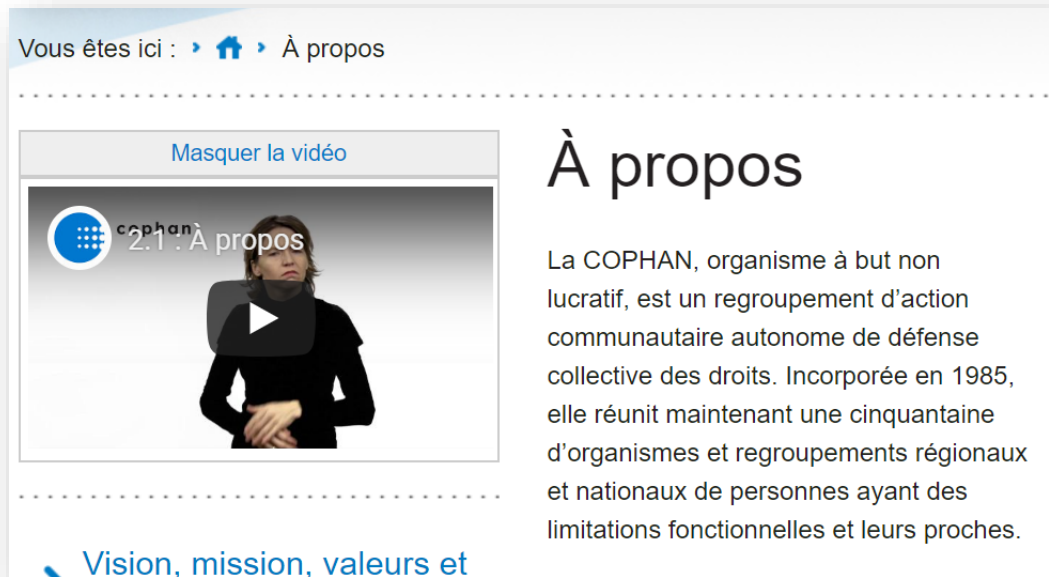 Vous êtes ici : À propos
Masquer la vidéo
cophan
2.1 : À propos
Vision, mission, valeurs et
À propos
La COPHAN, organisme à but non
lucratif, est un regroupement d’action
communautaire autonome de défense
collective des droits. Incorporée en 1985,
elle réunit maintenant une cinquantaine
d’organismes et regroupements régionaux
et nationaux de personnes ayant des
limitations fonctionnelles et leurs proches.